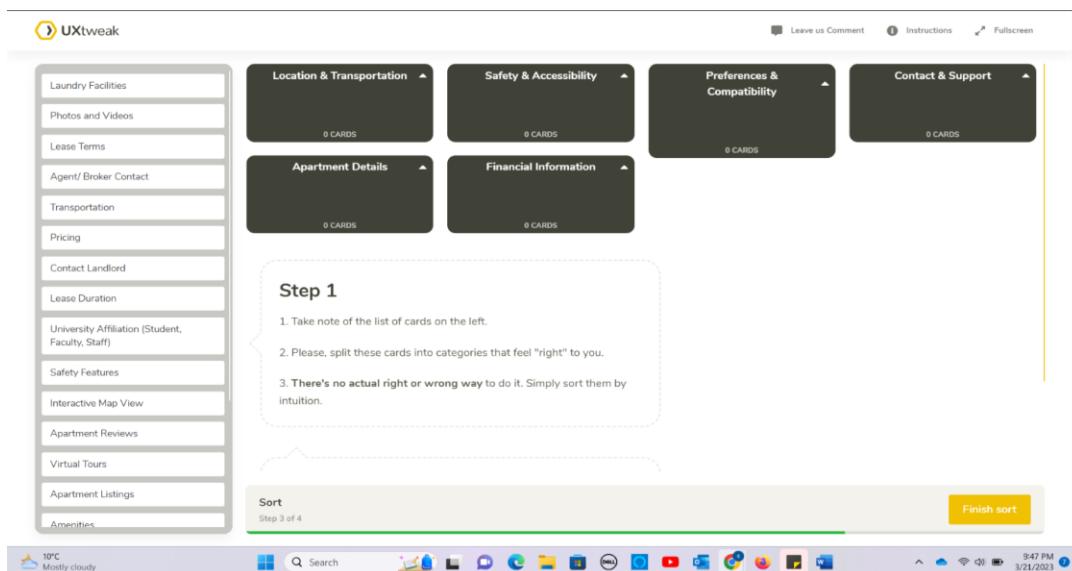 UXtweak
Leave us Comment
Instructions
Fullscreen
Laundry Facilities
Photos and Videos
Lease Terms
Agent/ Broker Contact
Transportation
Pricing
Contact Landlord
Lease Duration
University Affiliation (Student,
Faculty, Staff)
Safety Features
Interactive Map View
Apartment Reviews
Virtual Tours
Apartment Listings
Amenities
Location & Transportation
0 CARDS
Safety & Accessibility
0 CARDS
Preferences &
Compatibility
0 CARDS
Contact & Support
0 CARDS
Apartment Details
0 CARDS
Financial Information
0 CARDS
Step 1
1. Take note of the list of cards on the left.
2. Please, split these cards into categories that feel "right" to you.
3. There's no actual right or wrong way to do it. Simply sort them by
intuition.
Sort
Step 3 of 4
Finish sort
10°C
Mostly cloudy
Search
DELL
9:47 PM
3/21/2023